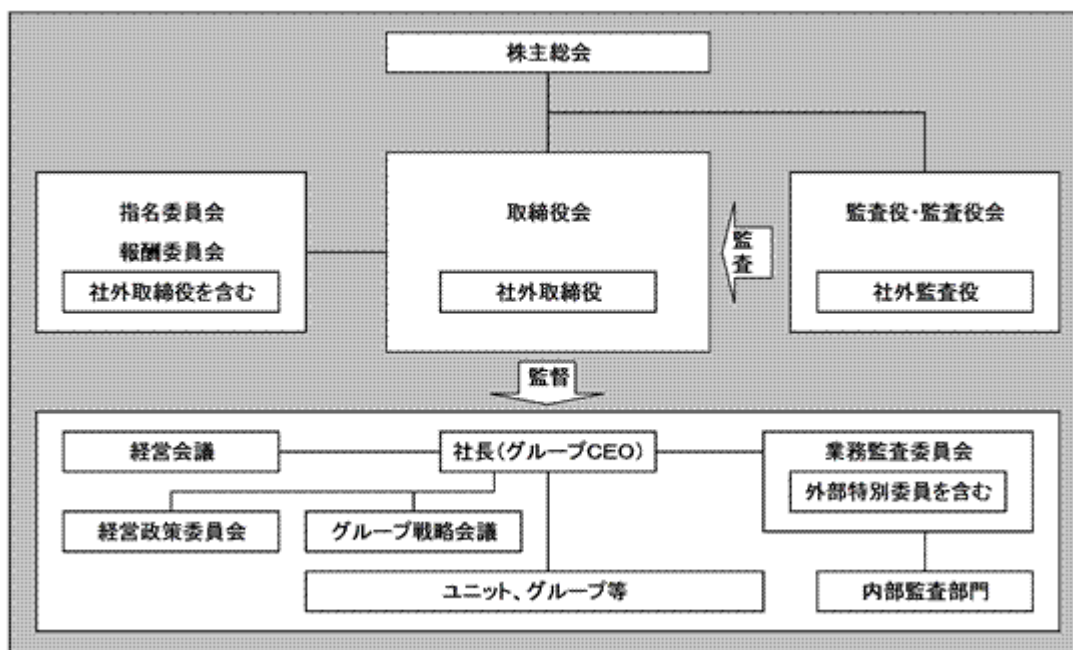 株主総会
指名委員会
報酬委員会
社外取締役を含む
取締役会
社外取締役
監査
監査役・監査役会
社外監査役
監督
経営会議
社長(グループCEO)
業務監査委員会
外部特別委員を含む
経営政策委員会
グループ戦略会議
ユニット、グループ等
内部監査部門